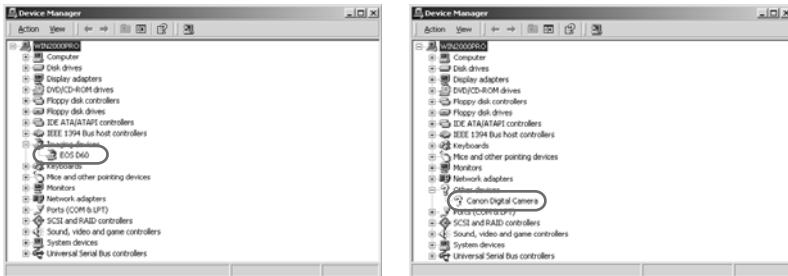 Device Manager
Action View
WIN2000PRO
Computer
Disk drives
Display adapters
DVD/CD-ROM drives
Floppy disk controllers
Floppy disk drives
IDE ATA/ATAPI controllers
IEEE 1394 Bus host controllers
Imaging devices
EOS D60
Keyboards
Mice and other pointing devices
Monitors
Network adapters
Ports (COM & LPT)
SCSI and RAID controllers
Sound, video and game controllers
System devices
Universal Serial Bus controllers
Device Manager
Action View
WIN2000PRO
Computer
Disk drives
Display adapters
DVD/CD-ROM drives
Floppy disk controllers
Floppy disk drives
IDE ATA/ATAPI controllers
IEEE 1394 Bus host controllers
Keyboards
Mice and other pointing devices
Monitors
Network adapters
Other devices
Canon Digital Camera
Ports (COM & LPT)
SCSI and RAID controllers
Sound, video and game controllers
System devices
Universal Serial Bus controllers